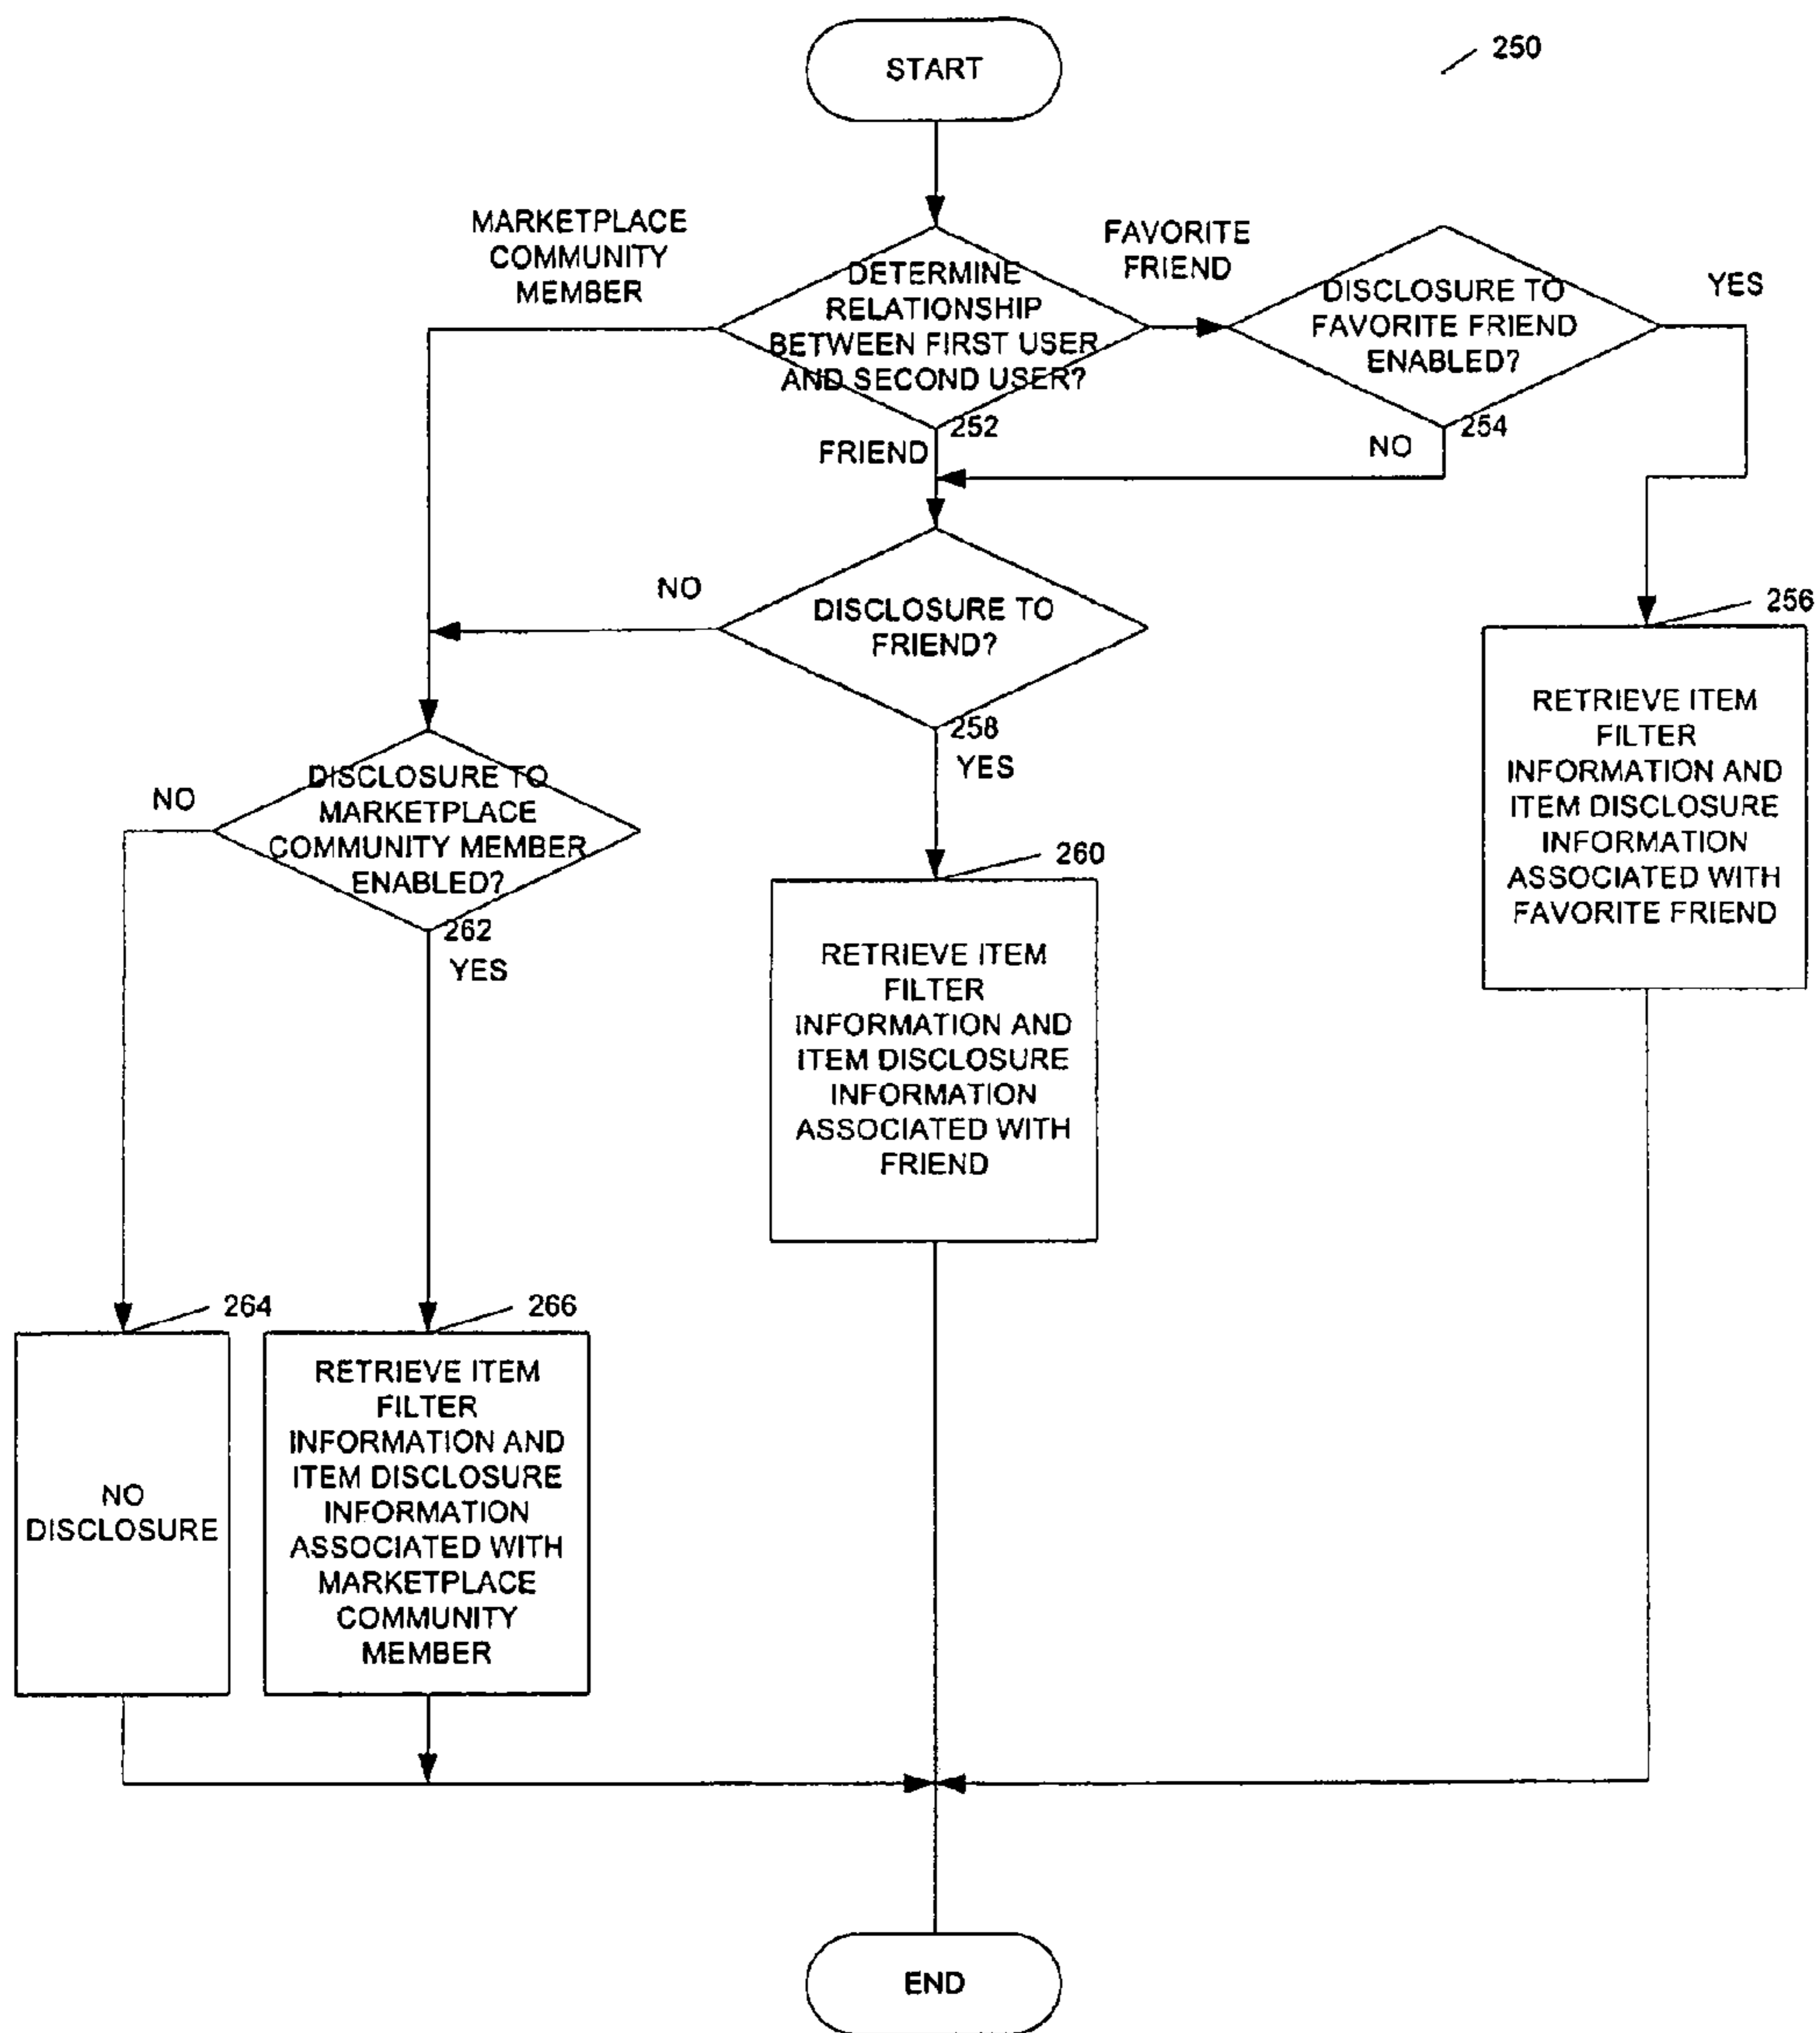 START
250
MARKETPLACE
COMMUNITY
MEMBER
FAVORITE
FRIEND
DETERMINE
RELATIONSHIP
BETWEEN FIRST USER
AND SECOND USER?
252
DISCLOSURE TO
FAVORITE FRIEND
ENABLED?
254
YES
FRIEND
NO
NO
DISCLOSURE TO
FRIEND?
258
YES
256
RETRIEVE ITEM
FILTER
INFORMATION AND
ITEM DISCLOSURE
INFORMATION
ASSOCIATED WITH
FAVORITE FRIEND
NO
DISCLOSURE TO
MARKETPLACE
COMMUNITY MEMBER
ENABLED?
262
YES
260
RETRIEVE ITEM
FILTER
INFORMATION AND
ITEM DISCLOSURE
INFORMATION
ASSOCIATED WITH
FRIEND
264
NO
DISCLOSURE
266
RETRIEVE ITEM
FILTER
INFORMATION AND
ITEM DISCLOSURE
INFORMATION
ASSOCIATED WITH
MARKETPLACE
COMMUNITY
MEMBER
END